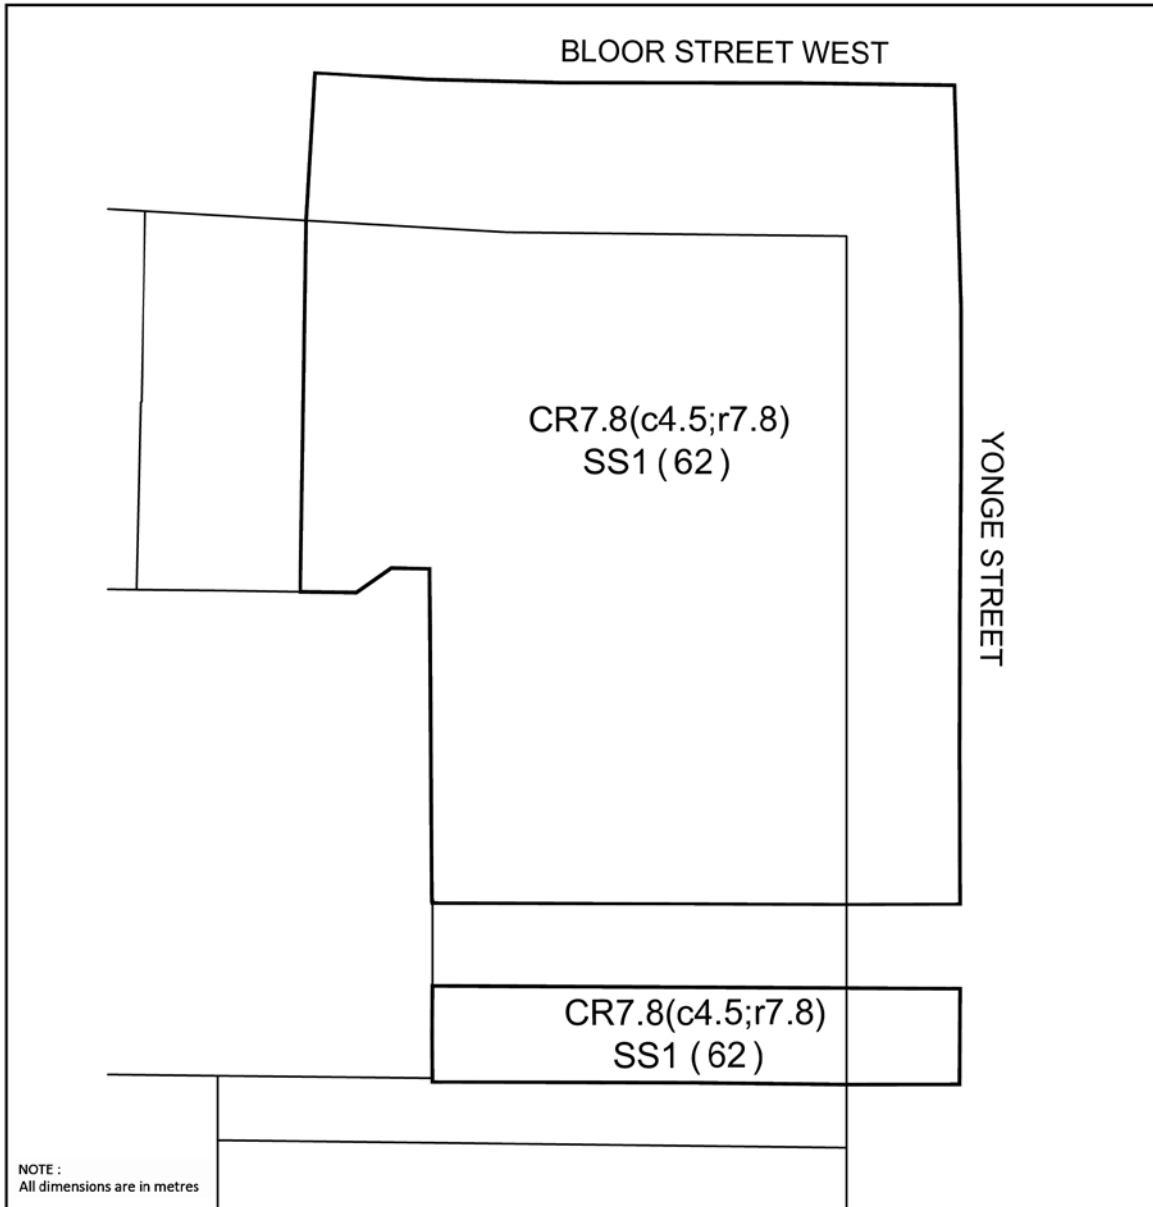 BLOOR STREET WEST
CR7.8(c4.5;r7.8)
SS1 ( 62 )
YONGE STREET
CR7.8(c4.5;r7.8)
SS1 ( 62 )
NOTE :
All dimensions are in metres